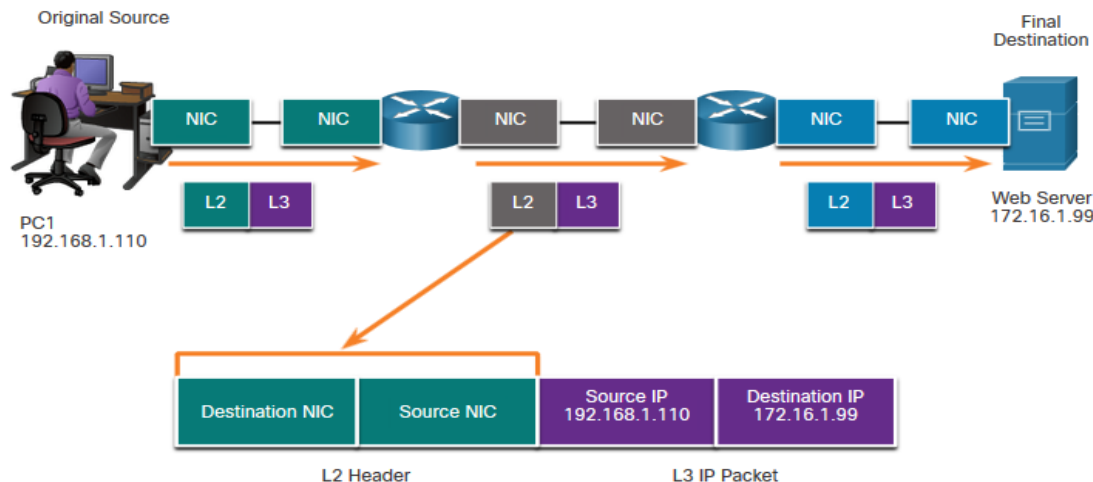 Original Source
Final
Destination
NIC
NIC
NIC
NIC
NIC
NIC
L2
L3
L2
L3
L2
L3
PC1
192.168.1.110
Web Server
172.16.1.99
Destination NIC
Source NIC
Source IP
192.168.1.110
Destination IP
172.16.1.99
L2 Header
L3 IP Packet